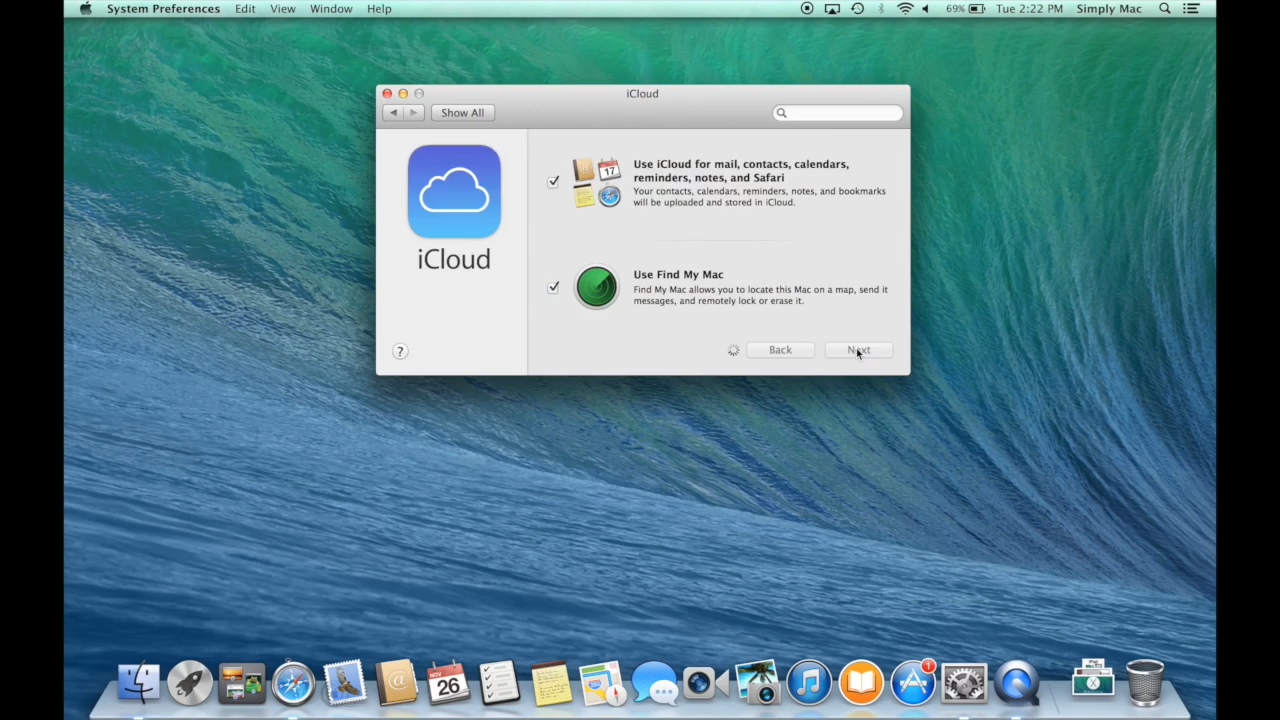 System Preferences Edit View Window Help 69% Tue 2:22 PM Simply Mac
iCloud
Show All
Use iCloud for mail, contacts, calendars,
reminders, notes, and Safari
17
Your contacts, calendars, reminders, notes, and bookmarks
will be uploaded and stored in iCloud.
iCloud
Use Find My Mac
Find My Mac allows you to locate this Mac on a map, send it
messages, and remotely lock or erase it.
?
Back
Next
NOV
26
1